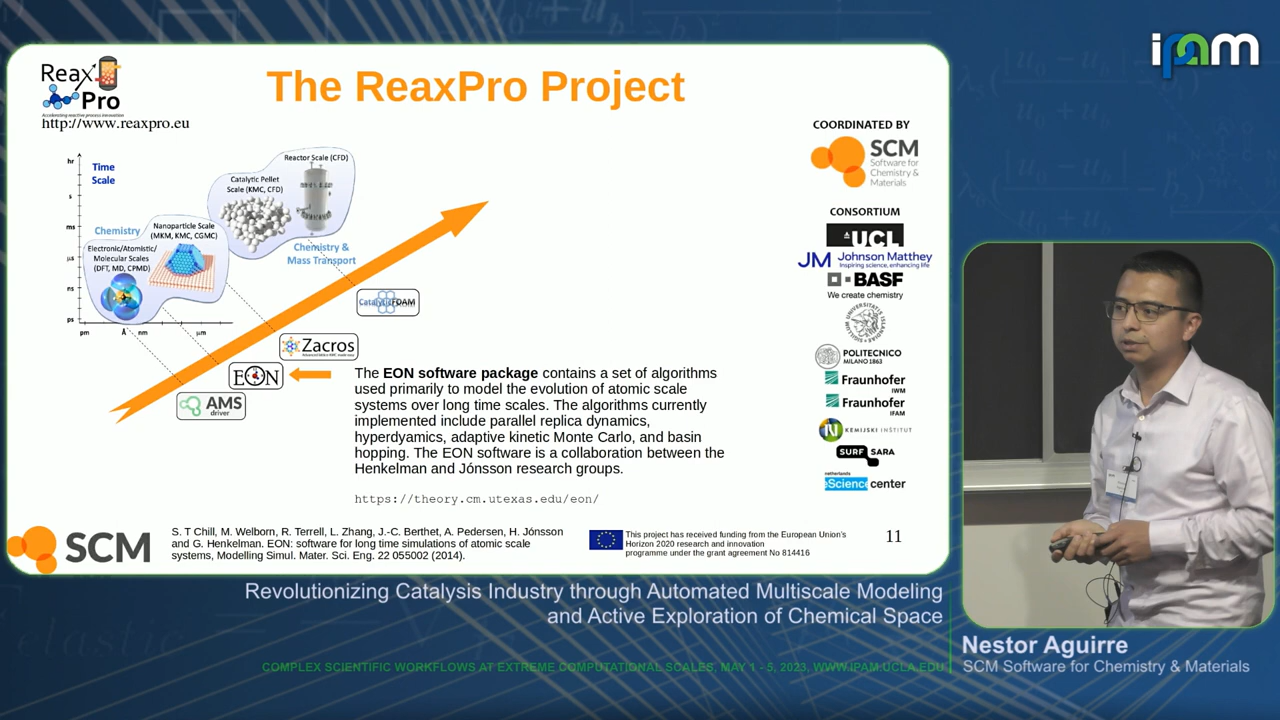 ipam
Reax
Pro
Accelerating reactive process innovation
http://www.reaxpro.eu
The ReaxPro Project
hr
s
ms
μs
ns
ps
pm
Å
nm
μm
Time
Scale
Reactor Scale (CFD)
Catalytic Pellet
Scale (KMC, CFD)
Nanoparticle Scale
(MKM, KMC, CGMC)
Chemistry
Electronic/Atomistic/
Molecular Scales
(DFT, MD, CPMD)
Chemistry &
Mass Transport
CatalyticFOAM
Zacros
EON
AMS
driver
The EON software package contains a set of algorithms
used primarily to model the evolution of atomic scale
systems over long time scales. The algorithms currently
implemented include parallel replica dynamics,
hyperdyamics, adaptive kinetic Monte Carlo, and basin
hopping. The EON software is a collaboration between the
Henkelman and Jónsson research groups.
https://theory.cm.utexas.edu/eon/
COORDINATED BY
SCM
Software for
Chemistry &
Materials
CONSORTIUM
UCL
JM Johnson Matthey
Inspiring science, enhancing life
BASF
We create chemistry
POLITECNICO
MILANO 1863
Fraunhofer
IWM
Fraunhofer
IFAM
KEMIJSKI INŠTITUT
SURF SARA
netherlands
eScience center
SCM
S. T Chill, M. Welborn, R. Terrell, L. Zhang, J.-C. Berthet, A. Pedersen, H. Jónsson
and G. Henkelman. EON: software for long time simulations of atomic scale
systems, Modelling Simul. Mater. Sci. Eng. 22 055002 (2014).
This project has received funding from the European Union's
Horizon 2020 research and innovation
programme under the grant agreement No 814416
11
Revolutionizing Catalysis Industry through Automated Multiscale Modeling
and Active Exploration of Chemical Space
COMPLEX SCIENTIFIC WORKFLOWS AT EXTREME COMPUTATIONAL SCALES, MAY 1 - 5, 2023, WWW.IPAM.UCLA.EDU
Nestor Aguirre
SCM Software for Chemistry & Materials